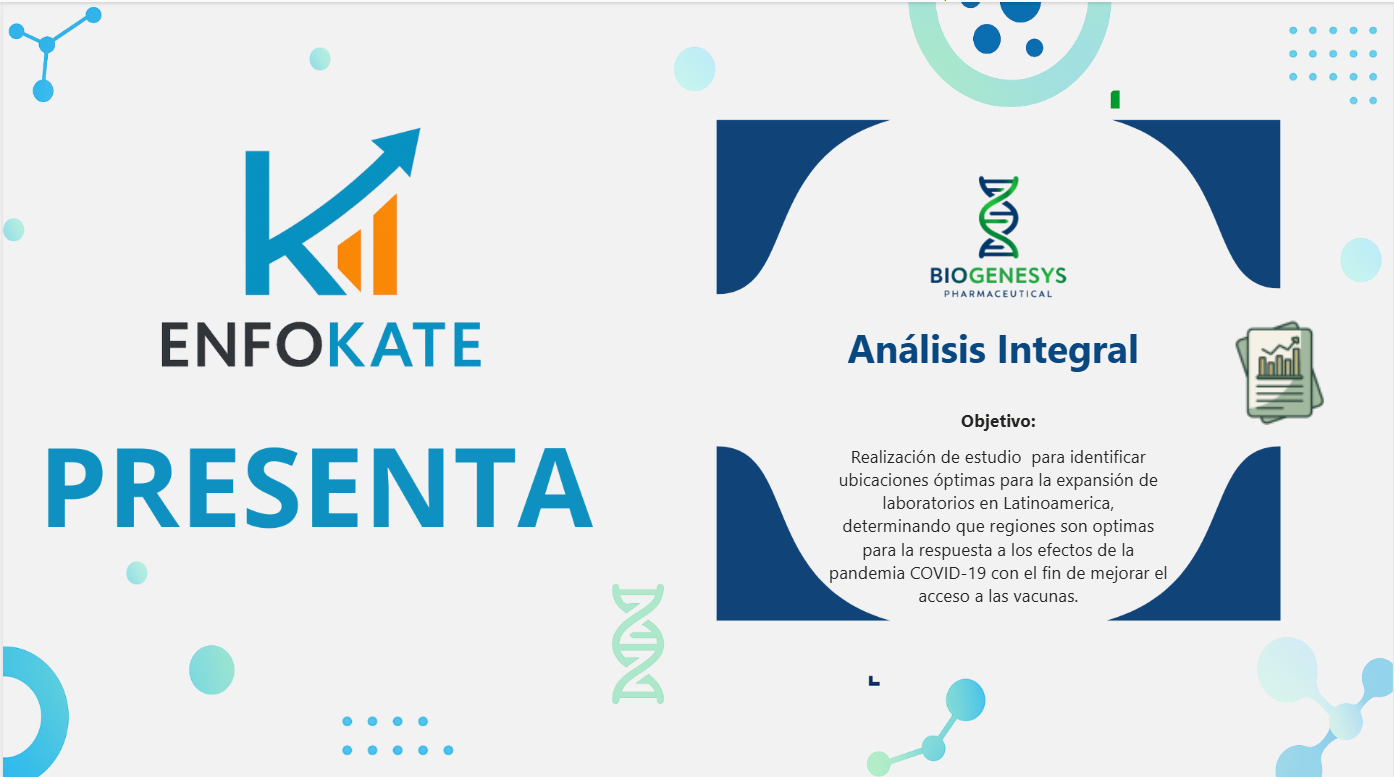 ENFOKATE
PRESENTA
BIOGENESYS
PHARMACEUTICAL
Análisis Integral
Objetivo:
Realización de estudio  para identificar
ubicaciones óptimas para la expansión de
laboratorios en Latinoamerica,
determinando que regiones son optimas
para la respuesta a los efectos de la
pandemia COVID-19 con el fin de mejorar el
acceso a las vacunas.